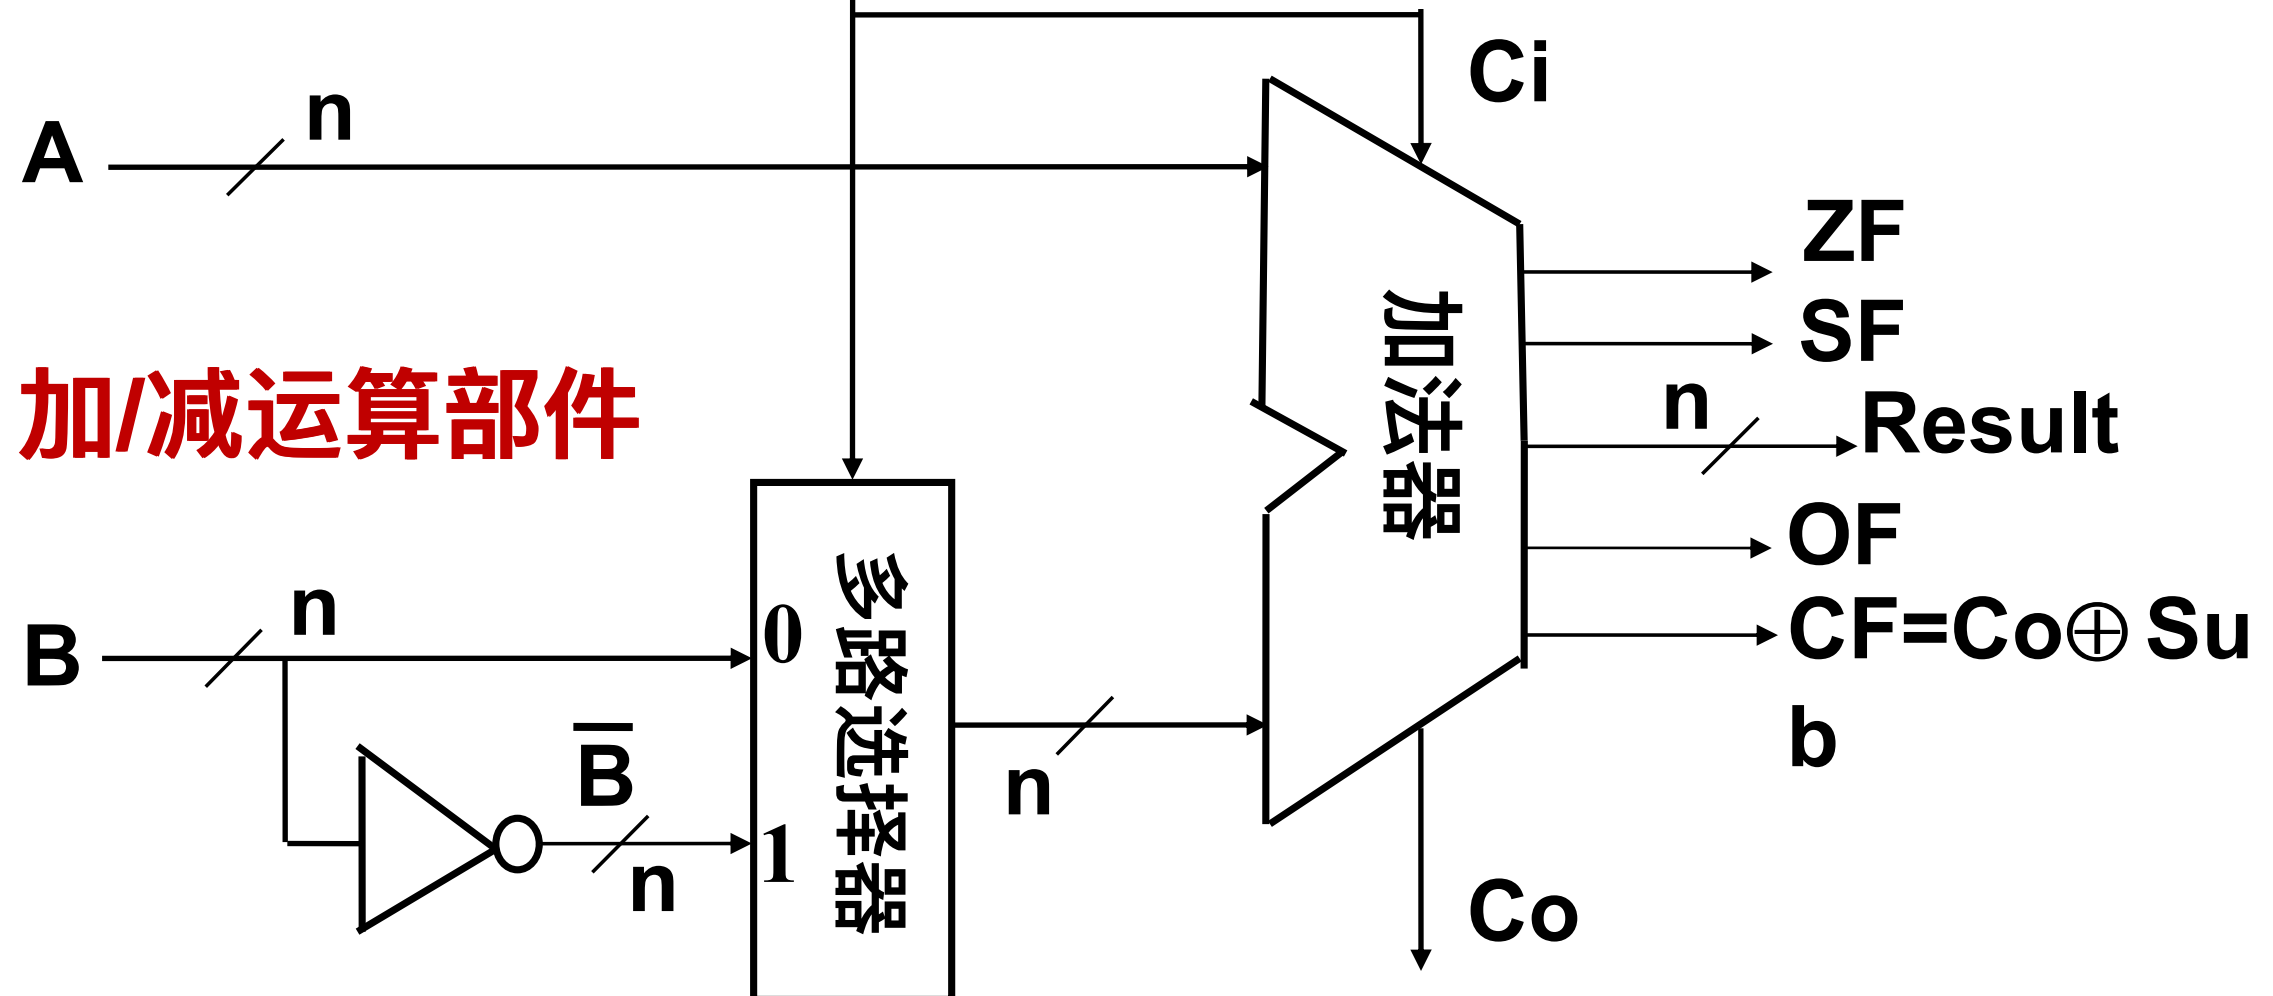 Ci
n
A
ZF
SF
n
Result
加/减运算部件
加法器
OF
n
B
0
CF=Co⊕Su
b
多路选择器
B̅
n
1
n
Co